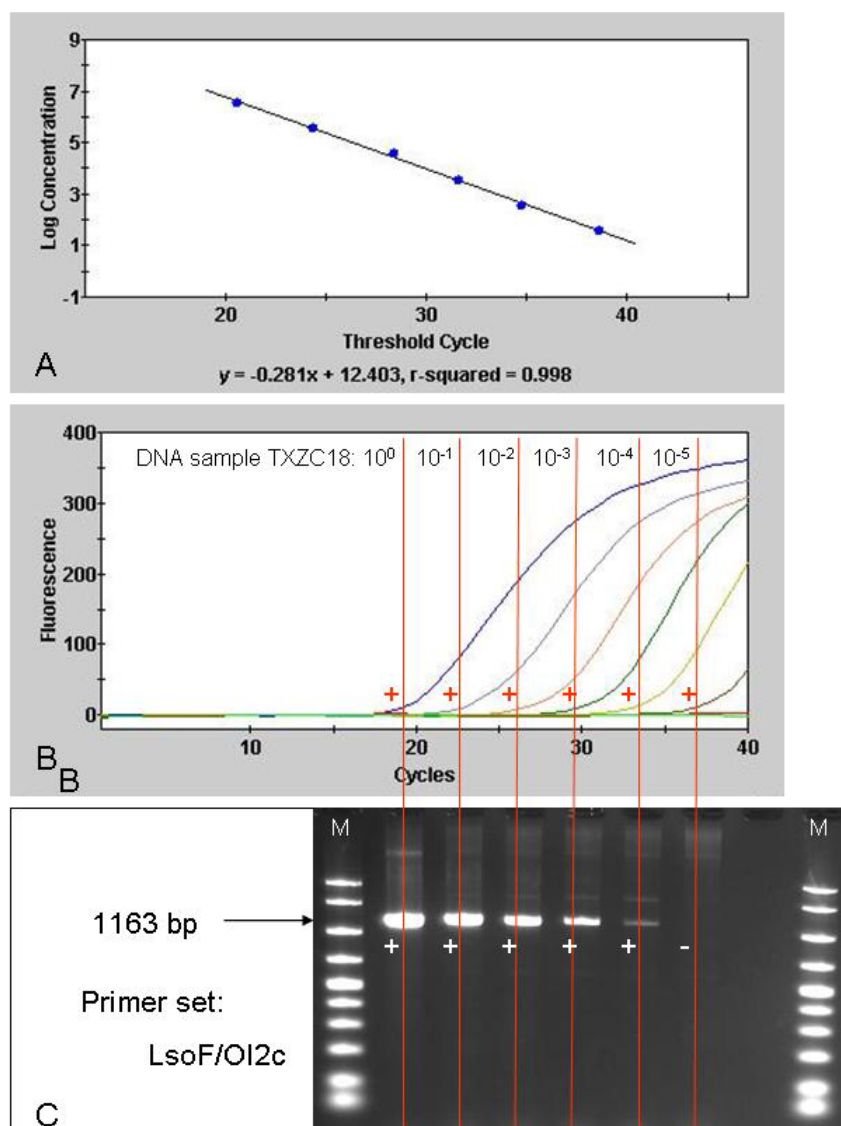 9
7
5
3
1
-1
Log Concentration
20 30 40
Threshold Cycle
A
y = -0.281x + 12.403, r-squared = 0.998
400
300
200
100
0
Fluorescence
DNA sample TXZC18: 10⁰ 10⁻¹ 10⁻² 10⁻³ 10⁻⁴ 10⁻⁵
+ + + + + +
10 20 30 40
Cycles
B
B
M M
1163 bp
+ + + + + -
Primer set:
LsoF/OI2c
C